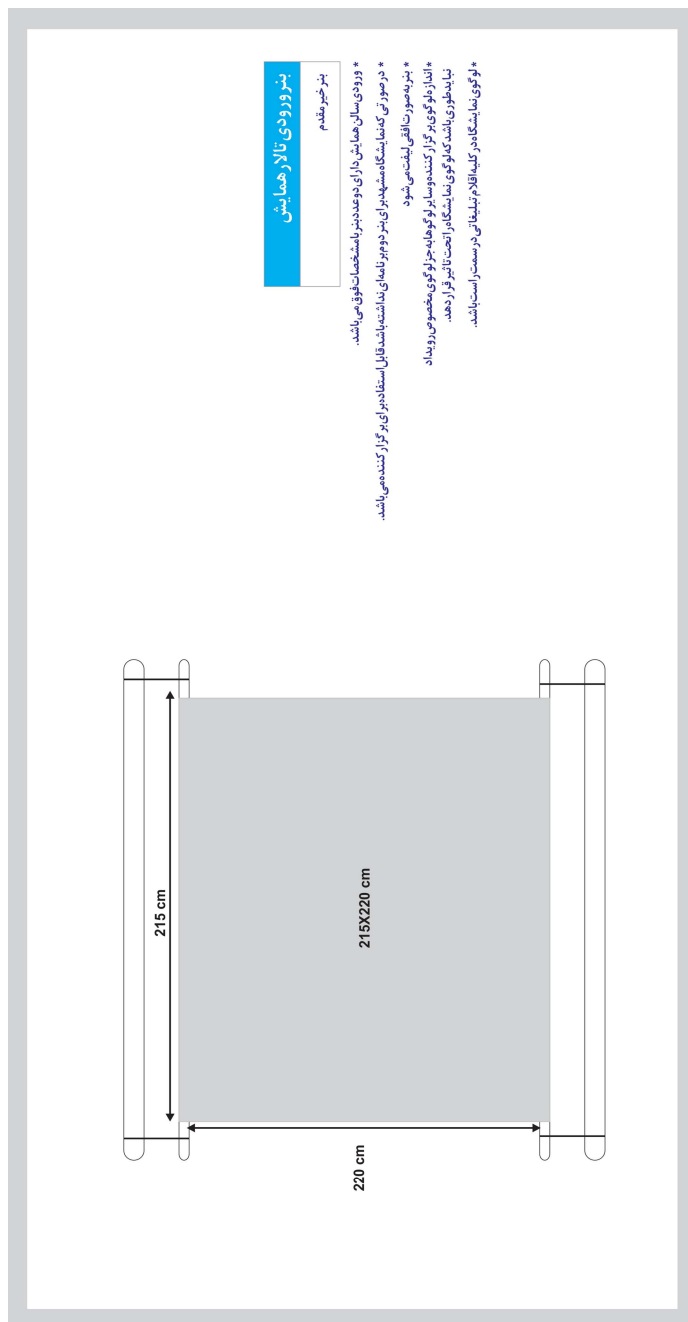 بنر ورودی تالار همایش
بنر خیر مقدم
* ورودی سالن همایش دارای دو عدد بنر با مشخصات فوق می باشد.
* در صورتی که نمایشگاه مشهد برای بنر دوم برنامه ای نداشته باشد قابل استفاده برای برگزار کننده می باشد.
* بنر به صورت افقی لیفت می شود
* اندازه لوگوی برگزار کننده و سایر لوگوها به جز لوگوی مخصوص رویداد
نباید طوری باشد که لوگوی نمایشگاه را تحت تاثیر قرار دهد.
* لوگوی نمایشگاه در کلیه اقلام تبلیغاتی در سمت راست باشد.
215 cm
215X220 cm
220 cm